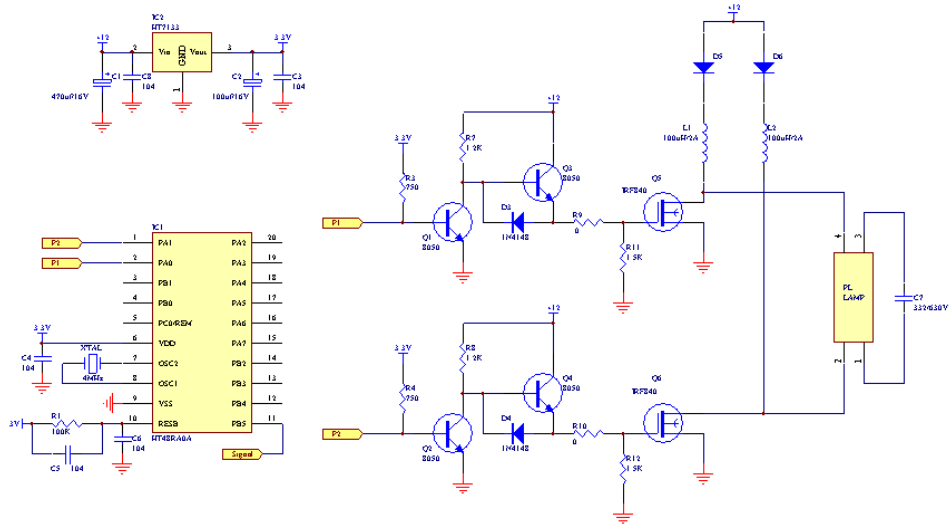 IC2
HT7133
+12
2
Vin
GND
Vout
3
3.3V
1
C1
470uF/16V
C8
104
C2
100uF/16V
C3
104
+12
D5
D6
L1
100uH/2A
L2
100uH/2A
+12
3.3V
R3
750
R7
1.2K
Q3
8050
D3
1N4148
P1
Q1
8050
R9
0
R11
1.5K
Q5
IRF840
4
3
PL
LAMP
2
1
C7
332/630V
IC1
P2
1
PA1
PA2
20
P1
2
PA0
PA3
19
3
PB1
PA4
18
4
PB0
PA5
17
5
PC0/REM
PA6
16
3.3V
6
VDD
PA7
15
C4
104
XTAL
4MHz
7
OSC2
PB2
14
8
OSC1
PB3
13
9
VSS
PB4
12
3V
R1
100K
10
RESB
PB5
11
C5
104
C6
104
HT48RA0A
Signal
+12
3.3V
R4
750
R8
1.2K
Q4
8050
D4
1N4148
P2
Q2
8050
R10
0
R12
1.5K
Q6
IRF840